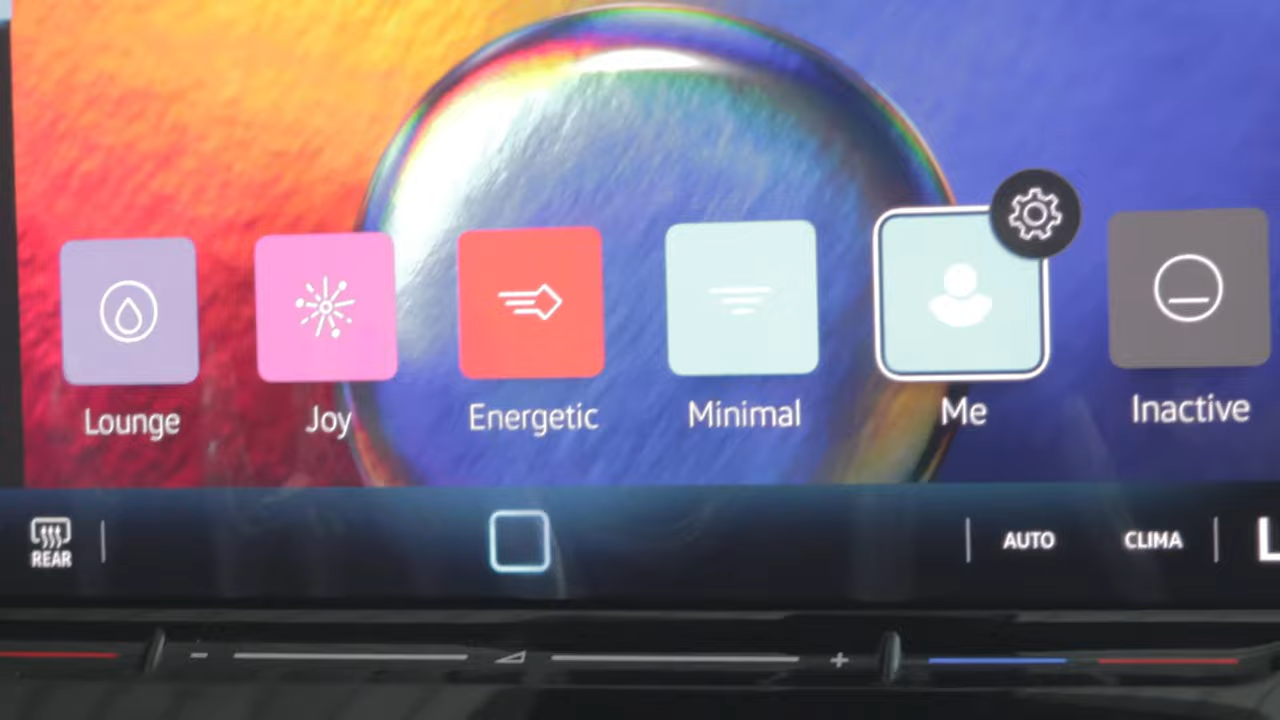 Lounge
Joy
Energetic
Minimal
Me
Inactive
REAR
AUTO
CLIMA